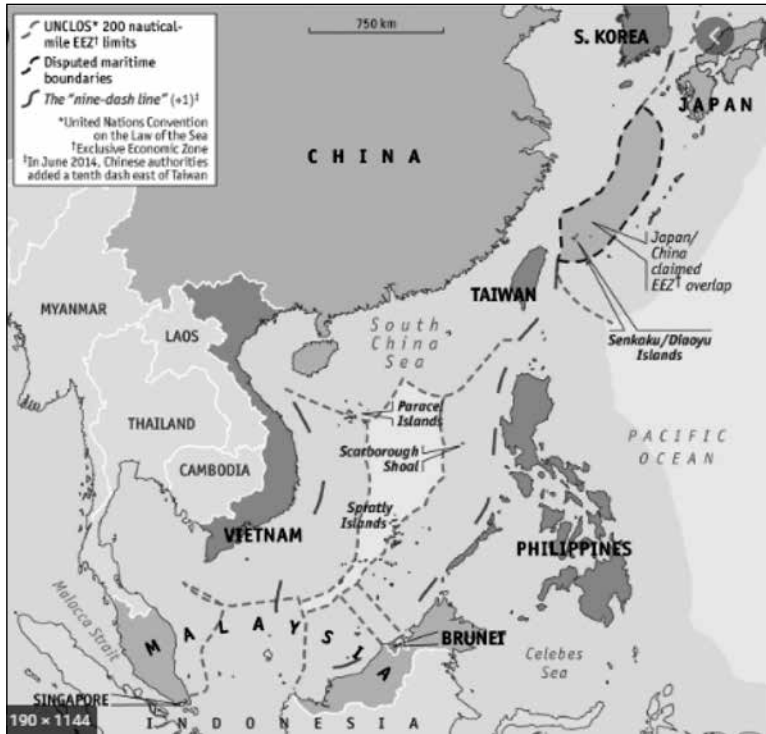 UNCLOS* 200 nautical-
mile EEZ† limits
Disputed maritime
boundaries
The "nine-dash line" (+1)‡
*United Nations Convention
on the Law of the Sea
†Exclusive Economic Zone
‡In June 2014, Chinese authorities
added a tenth dash east of Taiwan
750 km
S. KOREA
JAPAN
CHINA
Japan/
China
claimed
EEZ† overlap
TAIWAN
Senkaku/Diaoyu
Islands
MYANMAR
LAOS
South
China
Sea
THAILAND
Paracel
Islands
PACIFIC
OCEAN
Scarborough
Shoal
CAMBODIA
Spratly
Islands
VIETNAM
PHILIPPINES
Malacca Strait
MALAYSIA
BRUNEI
Celebes
Sea
SINGAPORE
190 × 1144
INDONESIA